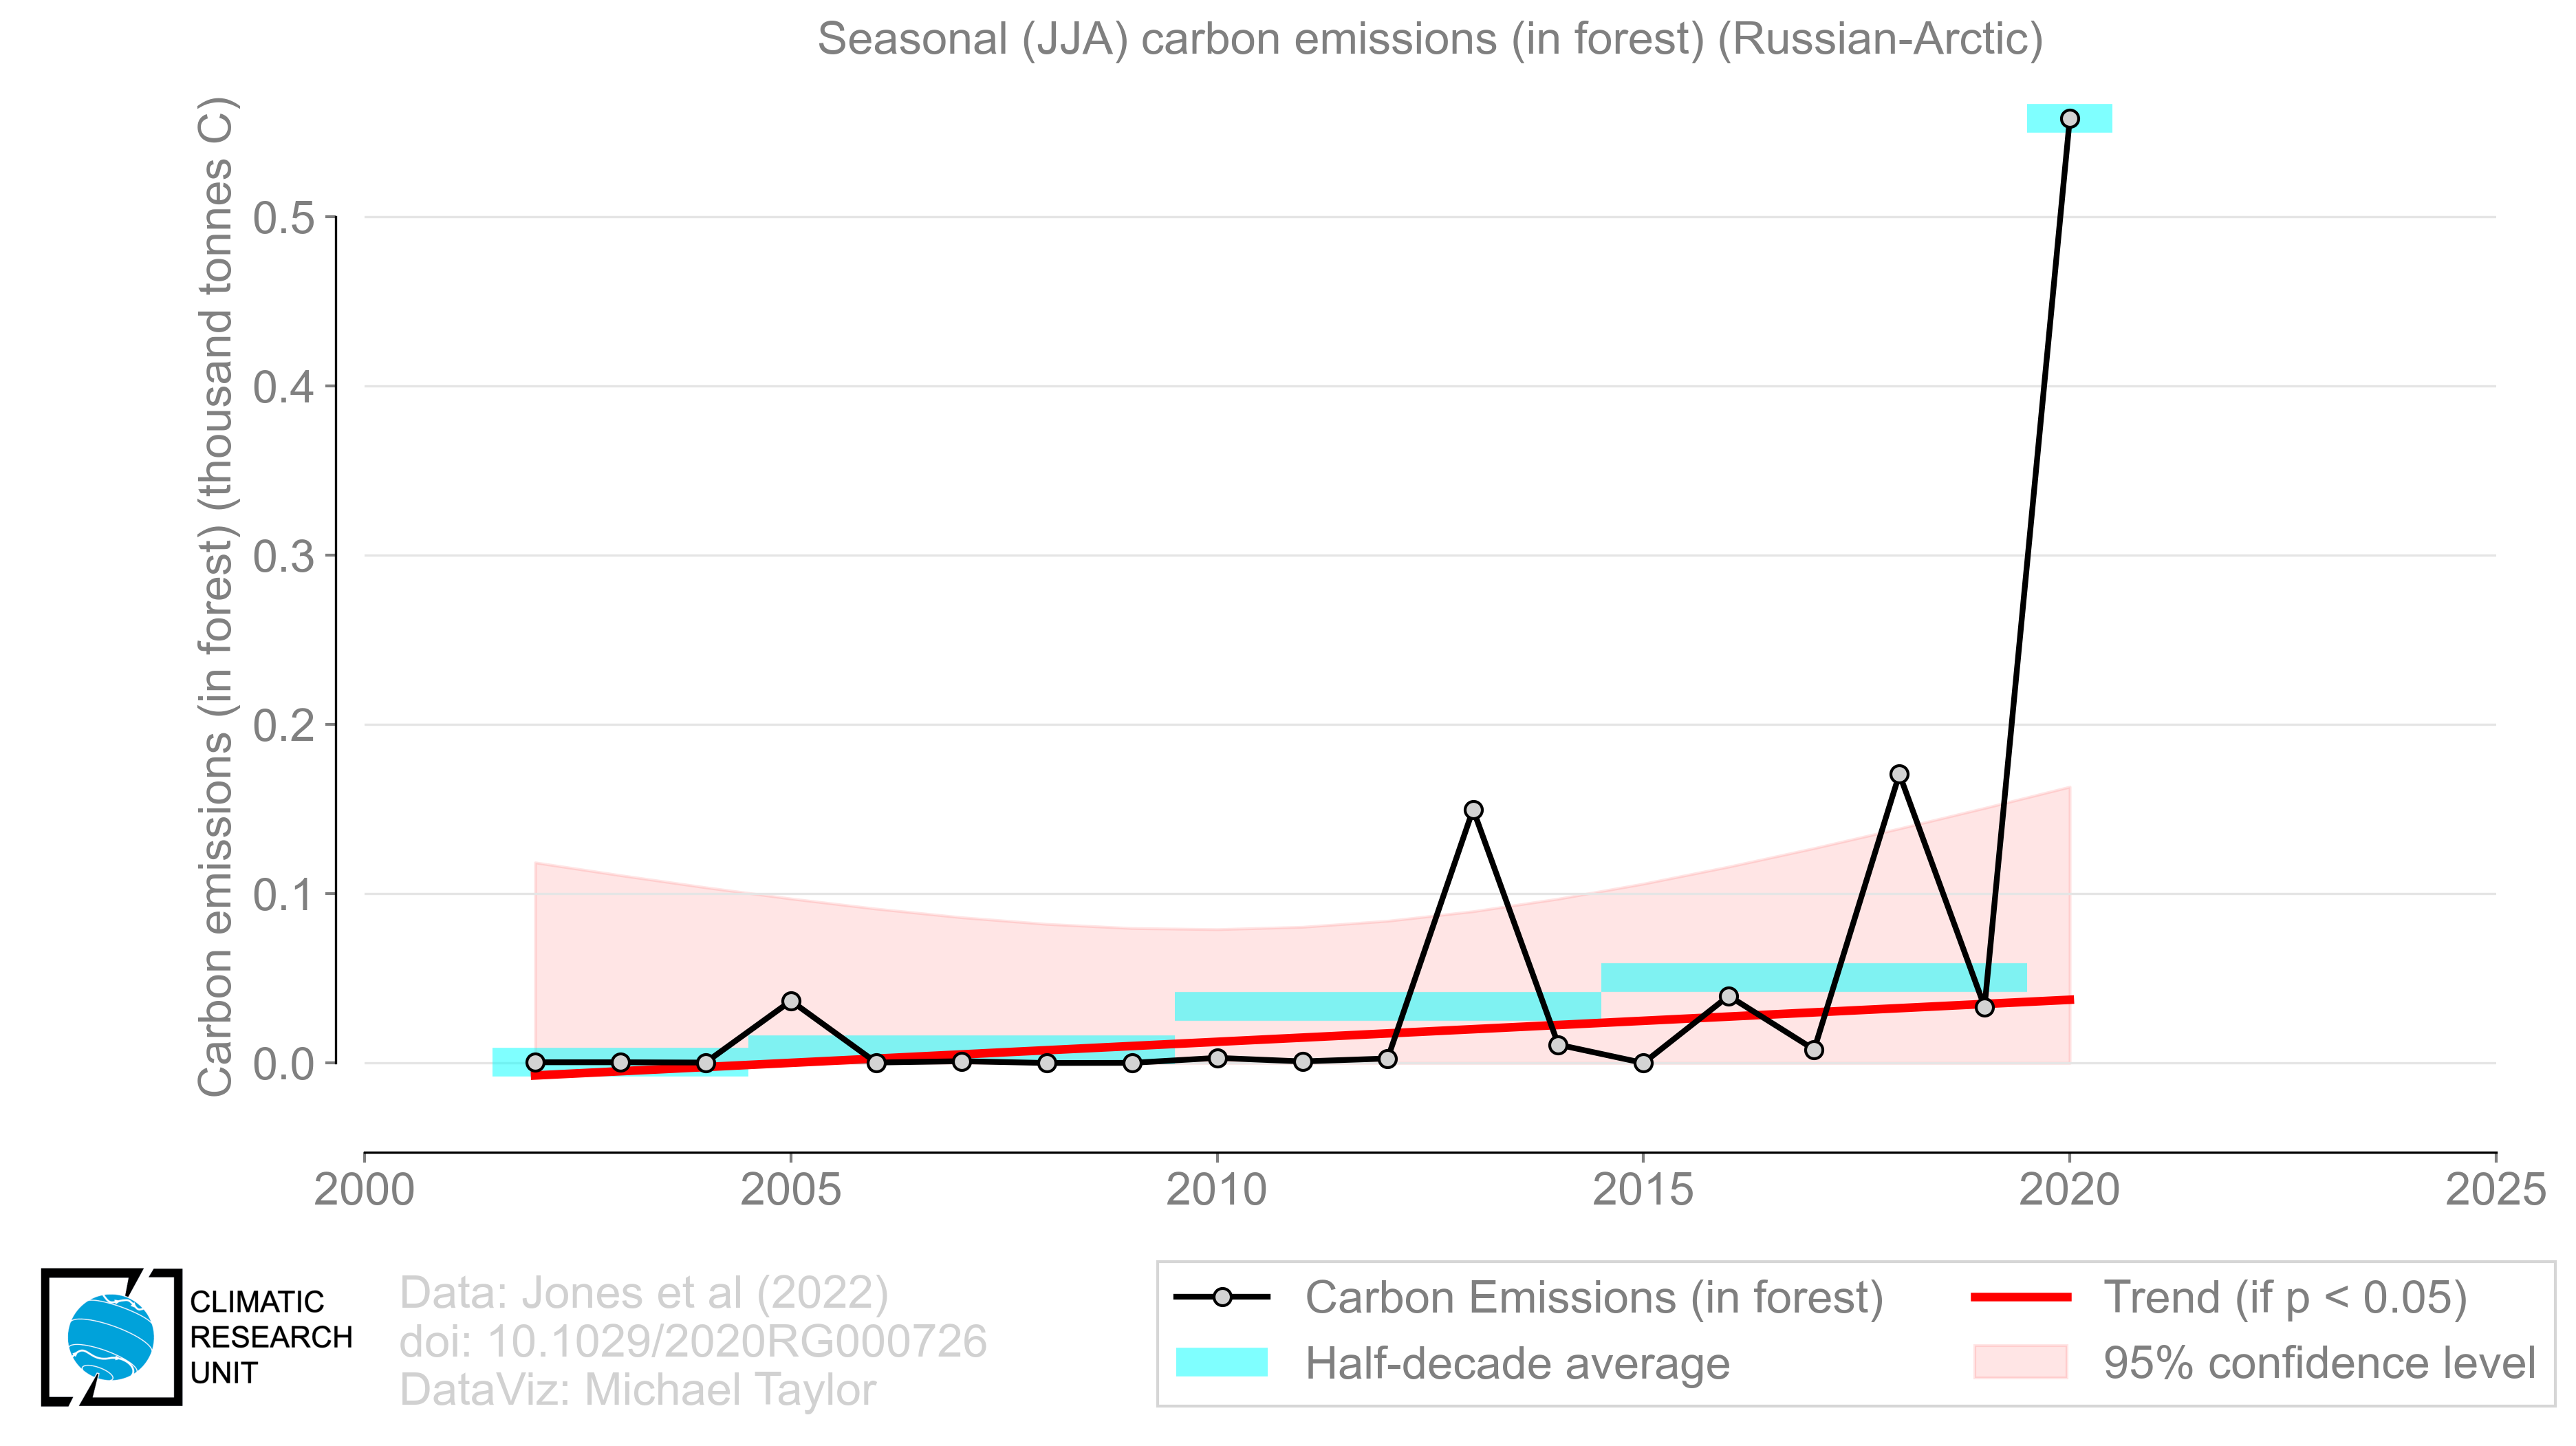 Seasonal (JJA) carbon emissions (in forest) (Russian-Arctic)
Carbon emissions (in forest) (thousand tonnes C)
0.5
0.4
0.3
0.2
0.1
0.0
2000
2005
2010
2015
2020
2025
CLIMATIC
RESEARCH
UNIT
Data: Jones et al (2022)
doi: 10.1029/2020RG000726
DataViz: Michael Taylor
Carbon Emissions (in forest)
Half-decade average
Trend (if p < 0.05)
95% confidence level